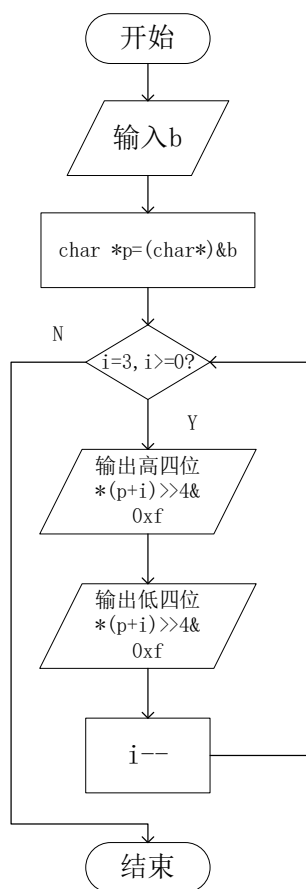 开始
输入b
char *p=(char*)&b
N
i=3,i>=0?
Y
输出高四位
*(p+i)>>4&
0xf
输出低四位
*(p+i)>>4&
0xf
i--
结束